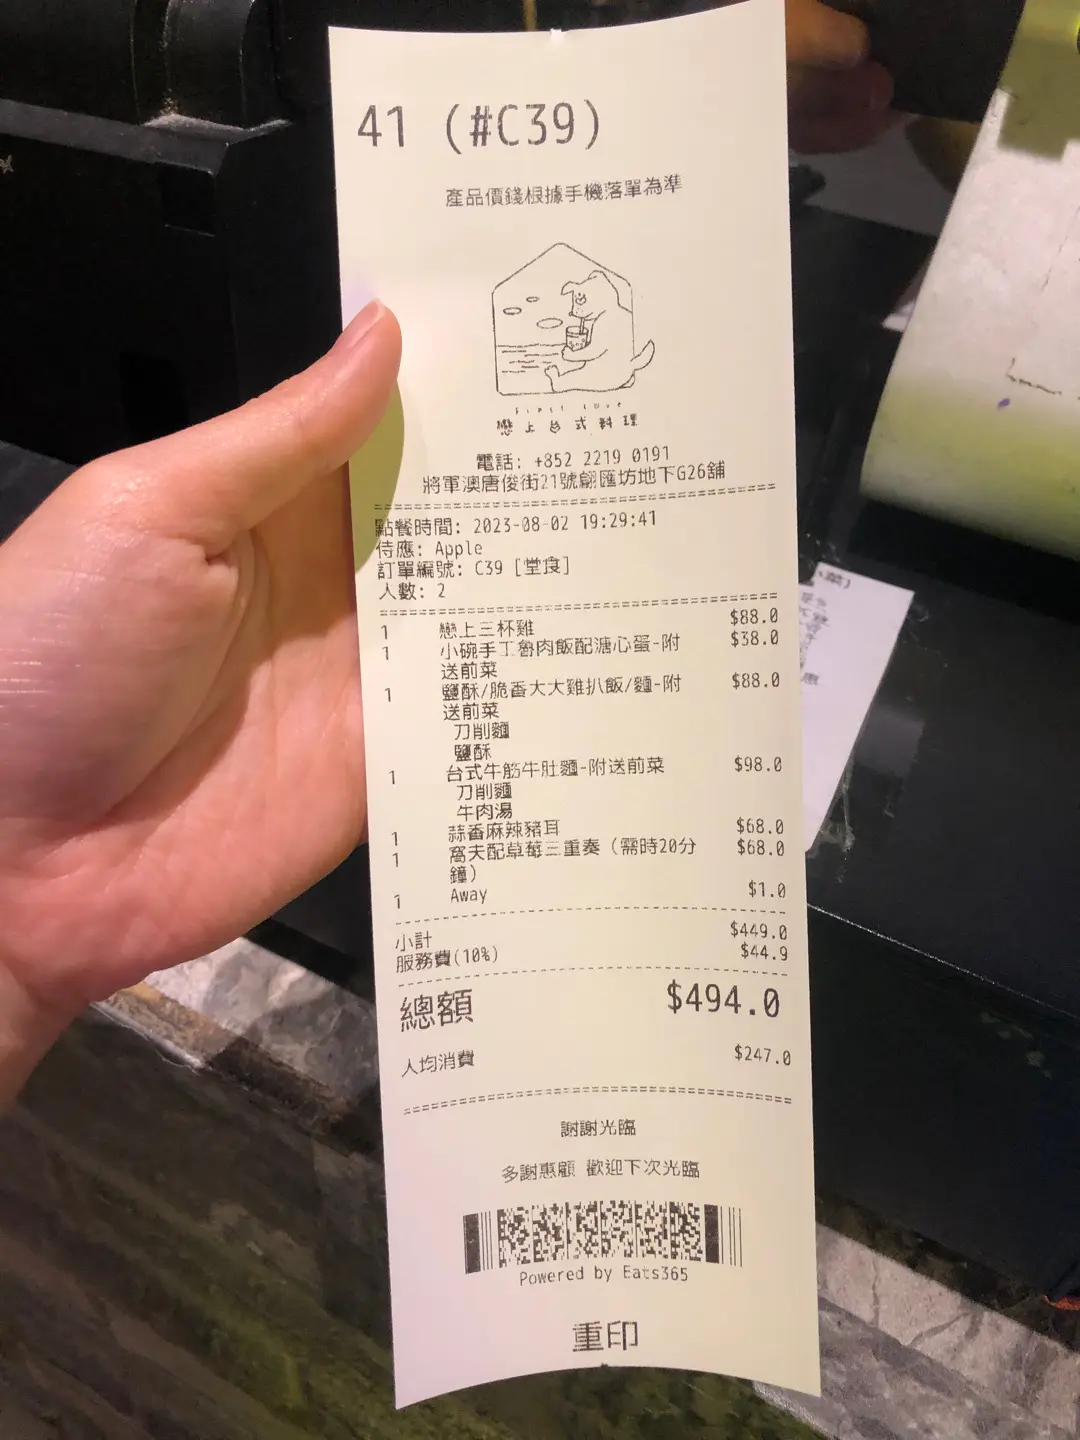 41 (#C39)
產品價錢根據手機落單為準
first love
戀上台式料理
電話: +852 2219 0191
將軍澳唐俊街21號翩匯坊地下G26舖
點餐時間: 2023-08-02 19:29:41
侍應: Apple
訂單編號: C39 [堂食]
人數: 2
1 戀上三杯雞 $88.0
1 小碗手工魯肉飯配溏心蛋-附 $38.0
送前菜
1 鹽酥/脆香大大雞扒飯/麵-附 $88.0
送前菜
刀削麵
鹽酥
1 台式牛筋牛肚麵-附送前菜 $98.0
刀削麵
牛肉湯
1 蒜香麻辣豬耳 $68.0
1 窩夫配草莓三重奏（需時20分 $68.0
鐘）
1 Away $1.0
小計 $449.0
服務費(10%) $44.9
總額 $494.0
人均消費 $247.0
謝謝光臨
多謝惠顧 歡迎下次光臨
Powered by Eats365
重印